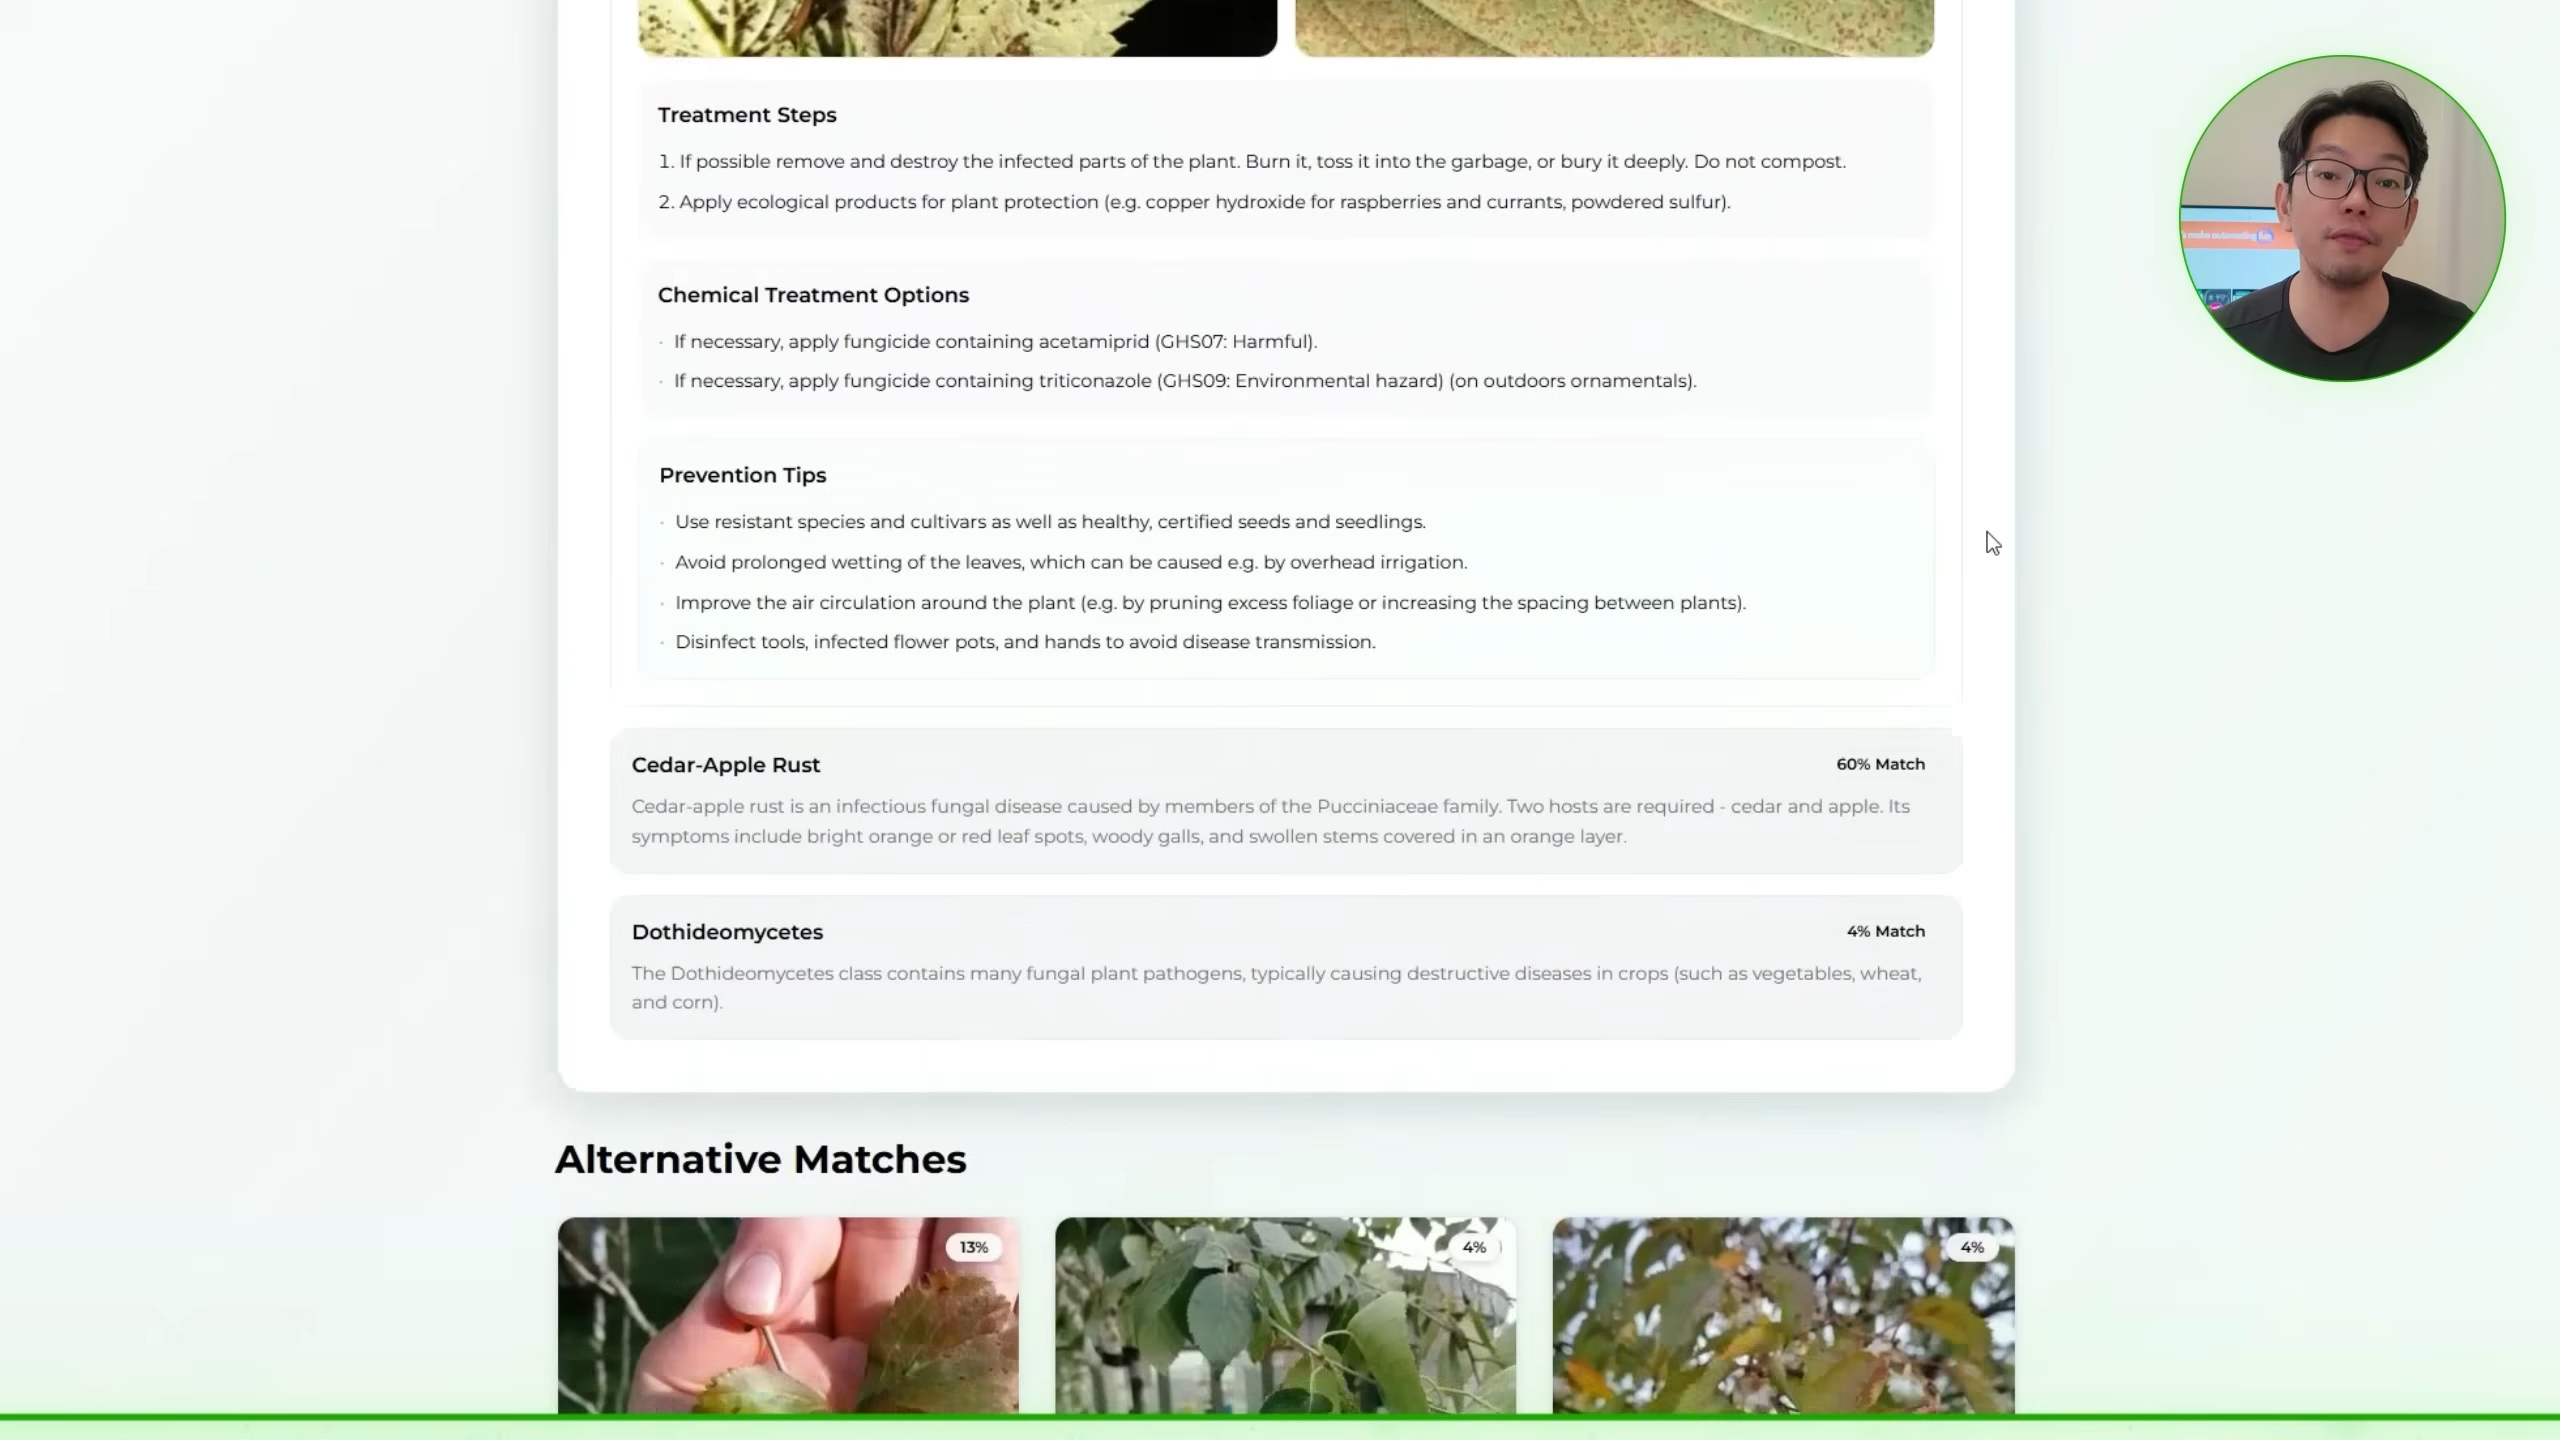 Treatment Steps
1. If possible remove and destroy the infected parts of the plant. Burn it, toss it into the garbage, or bury it deeply. Do not compost.
2. Apply ecological products for plant protection (e.g. copper hydroxide for raspberries and currants, powdered sulfur).
Chemical Treatment Options
· If necessary, apply fungicide containing acetamiprid (GHS07: Harmful).
· If necessary, apply fungicide containing triticonazole (GHS09: Environmental hazard) (on outdoors ornamentals).
Prevention Tips
· Use resistant species and cultivars as well as healthy, certified seeds and seedlings.
· Avoid prolonged wetting of the leaves, which can be caused e.g. by overhead irrigation.
· Improve the air circulation around the plant (e.g. by pruning excess foliage or increasing the spacing between plants).
· Disinfect tools, infected flower pots, and hands to avoid disease transmission.
Cedar-Apple Rust
60% Match
Cedar-apple rust is an infectious fungal disease caused by members of the Pucciniaceae family. Two hosts are required - cedar and apple. Its
symptoms include bright orange or red leaf spots, woody galls, and swollen stems covered in an orange layer.
Dothideomycetes
4% Match
The Dothideomycetes class contains many fungal plant pathogens, typically causing destructive diseases in crops (such as vegetables, wheat,
and corn).
Alternative Matches
13%
4%
4%
make automating fun